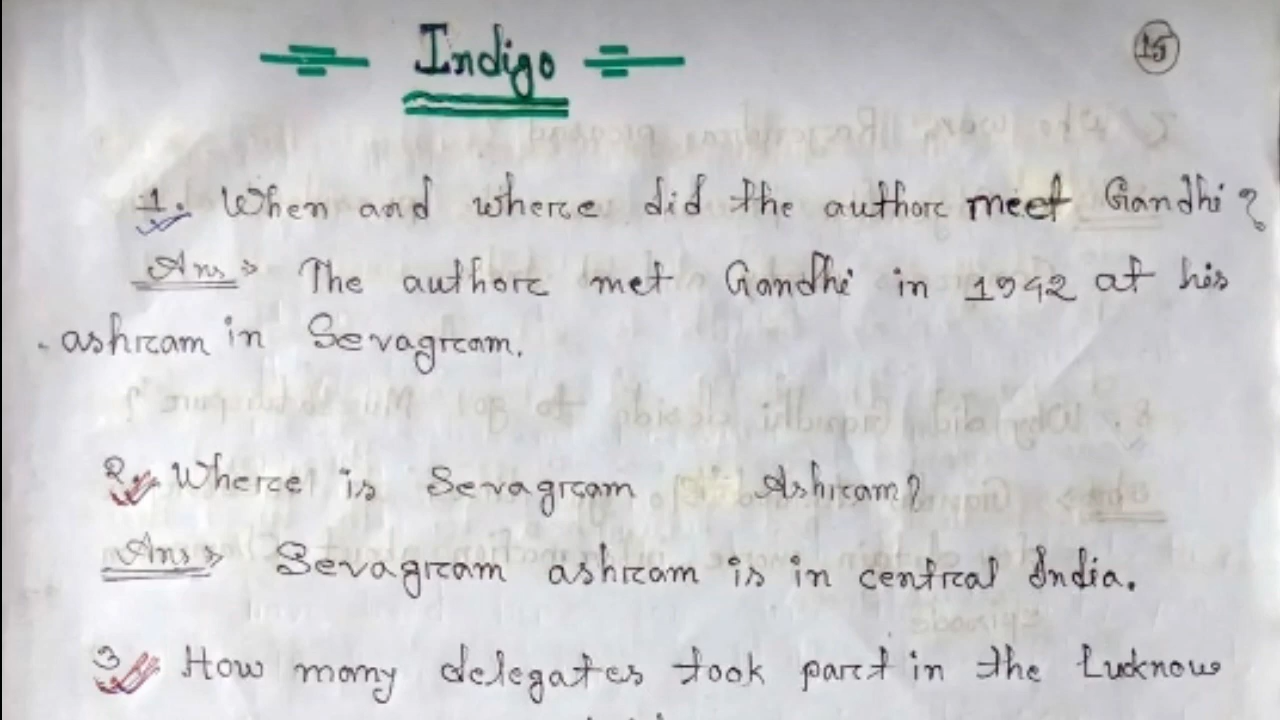 Indigo
15
1. When and where did the author meet Gandhi?
Ans » The author met Gandhi in 1942 at his
ashram in Sevagram.
2. Where is Sevagram Ashram?
Ans » Sevagram ashram is in central India.
3 How many delegates took part in the Lucknow